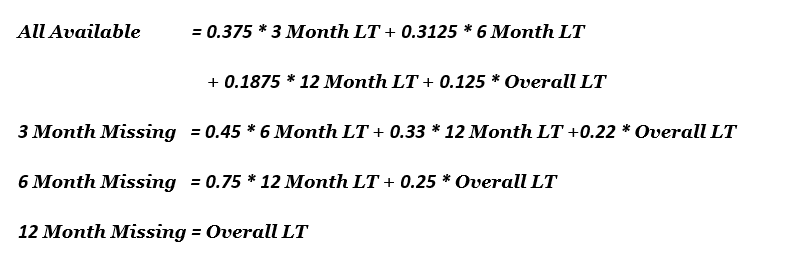 All Available = 0.375 * 3 Month LT + 0.3125 * 6 Month LT
+ 0.1875 * 12 Month LT + 0.125 * Overall LT
3 Month Missing = 0.45 * 6 Month LT + 0.33 * 12 Month LT +0.22 * Overall LT
6 Month Missing = 0.75 * 12 Month LT + 0.25 * Overall LT
12 Month Missing = Overall LT